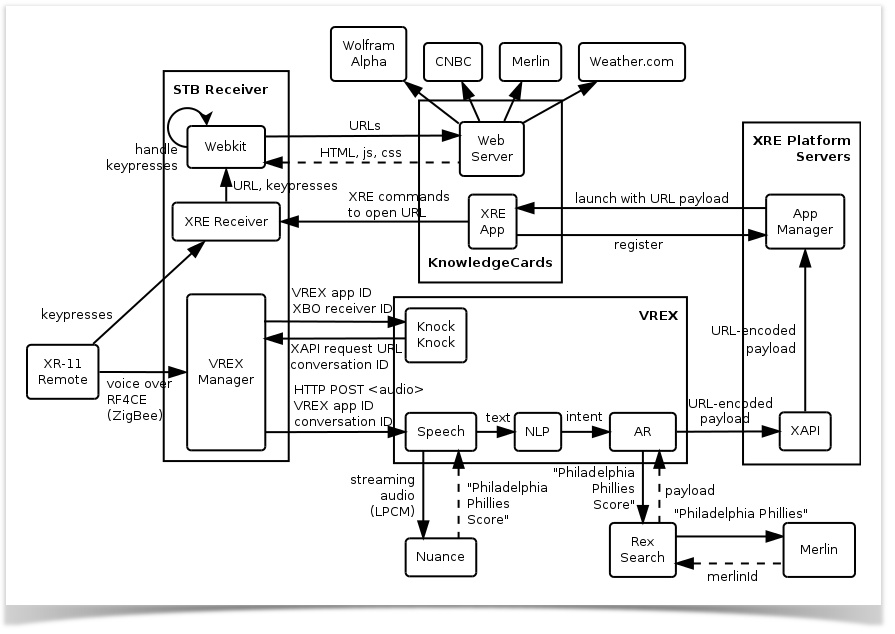 Wolfram
Alpha
CNBC
Merlin
Weather.com
STB Receiver
Webkit
handle
keypresses
URLs
HTML, js, css
Web
Server
XRE Platform
Servers
URL, keypresses
XRE Receiver
XRE commands
to open URL
XRE
App
launch with URL payload
register
App
Manager
KnowledgeCards
keypresses
XR-11
Remote
voice over
RF4CE
(ZigBee)
VREX
Manager
VREX app ID
XBO receiver ID
Knock
Knock
VREX
XAPI request URL
conversation ID
HTTP POST <audio>
VREX app ID
conversation ID
Speech
text
NLP
intent
AR
URL-encoded
payload
URL-encoded
payload
XAPI
streaming
audio
(LPCM)
"Philadelphia
Phillies
Score"
Nuance
"Philadelphia
Phillies
Score"
payload
"Philadelphia Phillies"
Rex
Search
Merlin
merlinId